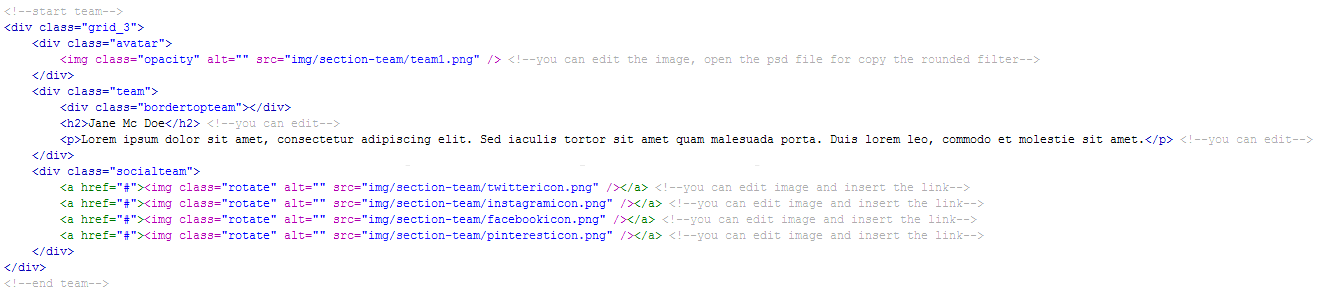 <!--start team-->
<div class="grid_3">
<div class="avatar">
<img class="opacity" alt="" src="img/section-team/team1.png" /> <!--you can edit the image, open the psd file for copy the rounded filter-->
</div>
<div class="team">
<div class="bordertopteam"></div>
<h2>Jane Mc Doe</h2> <!--you can edit-->
<p>Lorem ipsum dolor sit amet, consectetur adipiscing elit. Sed iaculis tortor sit amet quam malesuada porta. Duis lorem leo, commodo et molestie sit amet.</p> <!--you can edit-->
</div>
<div class="socialteam">
<a href="#"><img class="rotate" alt="" src="img/section-team/twittericon.png" /></a> <!--you can edit image and insert the link-->
<a href="#"><img class="rotate" alt="" src="img/section-team/instagramicon.png" /></a> <!--you can edit image and insert the link-->
<a href="#"><img class="rotate" alt="" src="img/section-team/facebookicon.png" /></a> <!--you can edit image and insert the link-->
<a href="#"><img class="rotate" alt="" src="img/section-team/pinteresticon.png" /></a> <!--you can edit image and insert the link-->
</div>
</div>
<!--end team-->